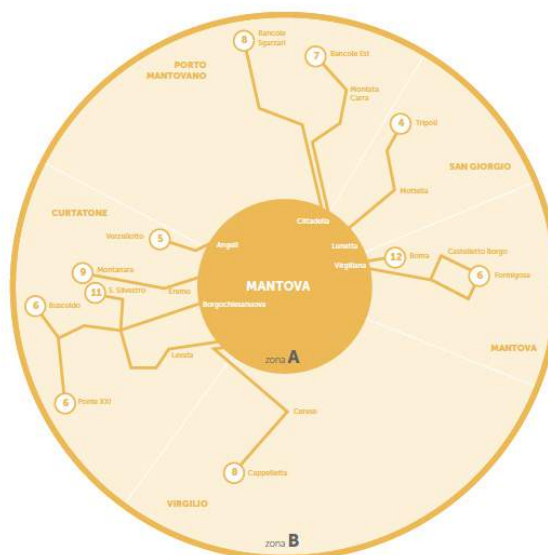 8
Bancole
Sgarzari
7
Bancole Est
PORTO
MANTOVANO
Montata
Carra
4
Tripoli
SAN GIORGIO
Mottella
CURTATONE
Cittadella
5
Angeli
Lunetta
Virgiliana
12
Roma
Castelletto Borgo
6
Formigosa
9
Montanara
MANTOVA
11
S. Silvestro
Eremo
6
Buscoldo
Borgochiesanuova
MANTOVA
Levata
zona A
6
Ponte XXI
Cerese
8
Cappelletta
VIRGILIO
zona B